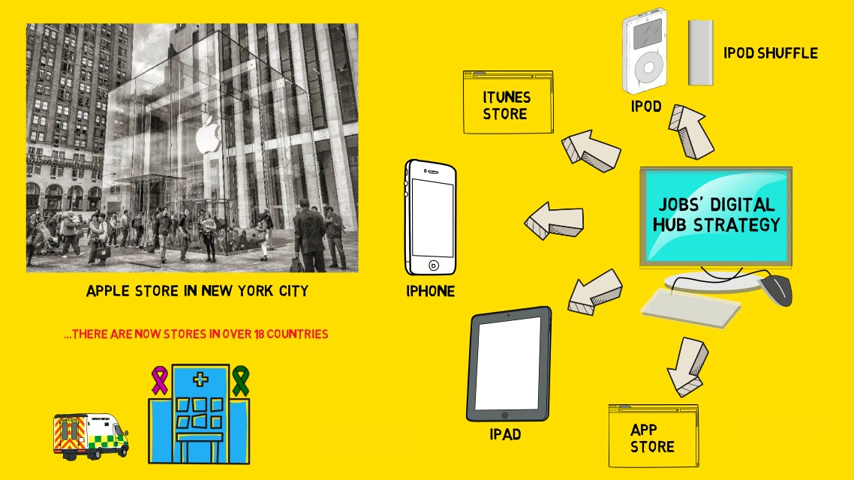 APPLE STORE IN NEW YORK CITY
...THERE ARE NOW STORES IN OVER 18 COUNTRIES
ITUNES
STORE
IPOD
IPOD SHUFFLE
JOBS' DIGITAL
HUB STRATEGY
IPHONE
IPAD
APP
STORE